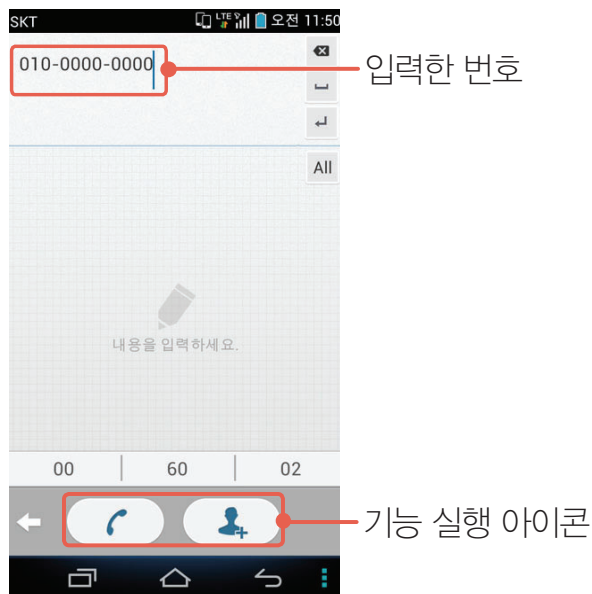 SKT LTE 오전 11:50
010-0000-0000
입력한 번호
All
내용을 입력하세요.
00 60 02
기능 실행 아이콘